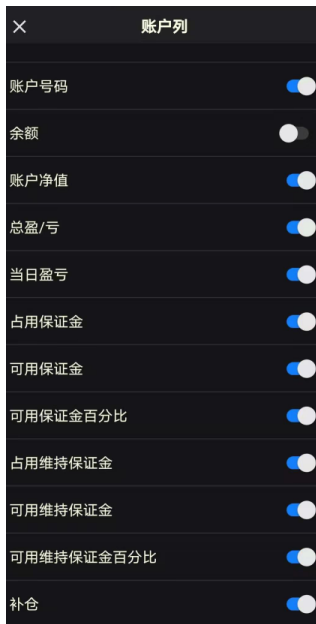 账户列
账户号码
余额
账户净值
总盈/亏
当日盈亏
占用保证金
可用保证金
可用保证金百分比
占用维持保证金
可用维持保证金
可用维持保证金百分比
补仓